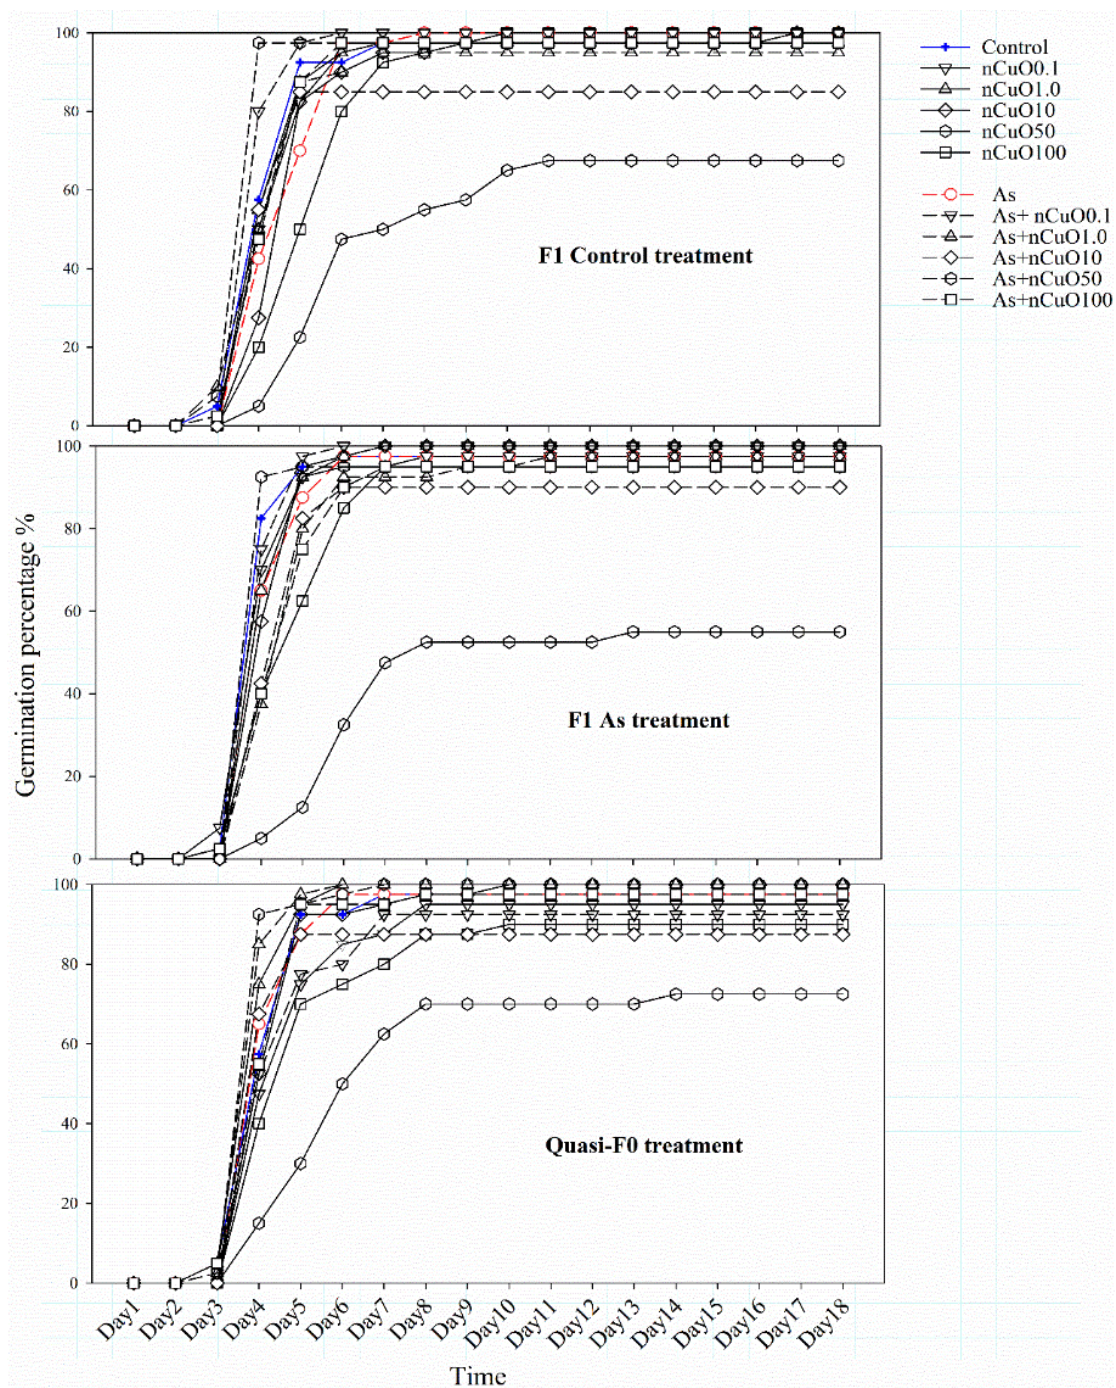 100
80
60
40
20
0
F1 Control treatment
Control
nCuO0.1
nCuO1.0
nCuO10
nCuO50
nCuO100
As
As+ nCuO0.1
As+nCuO1.0
As+nCuO10
As+nCuO50
As+nCuO100
Germination percentage %
100
80
60
40
20
0
F1 As treatment
100
80
60
40
20
0
Quasi-F0 treatment
Day1 Day2 Day3 Day4 Day5 Day6 Day7 Day8 Day9 Day10 Day11 Day12 Day13 Day14 Day15 Day16 Day17 Day18
Time